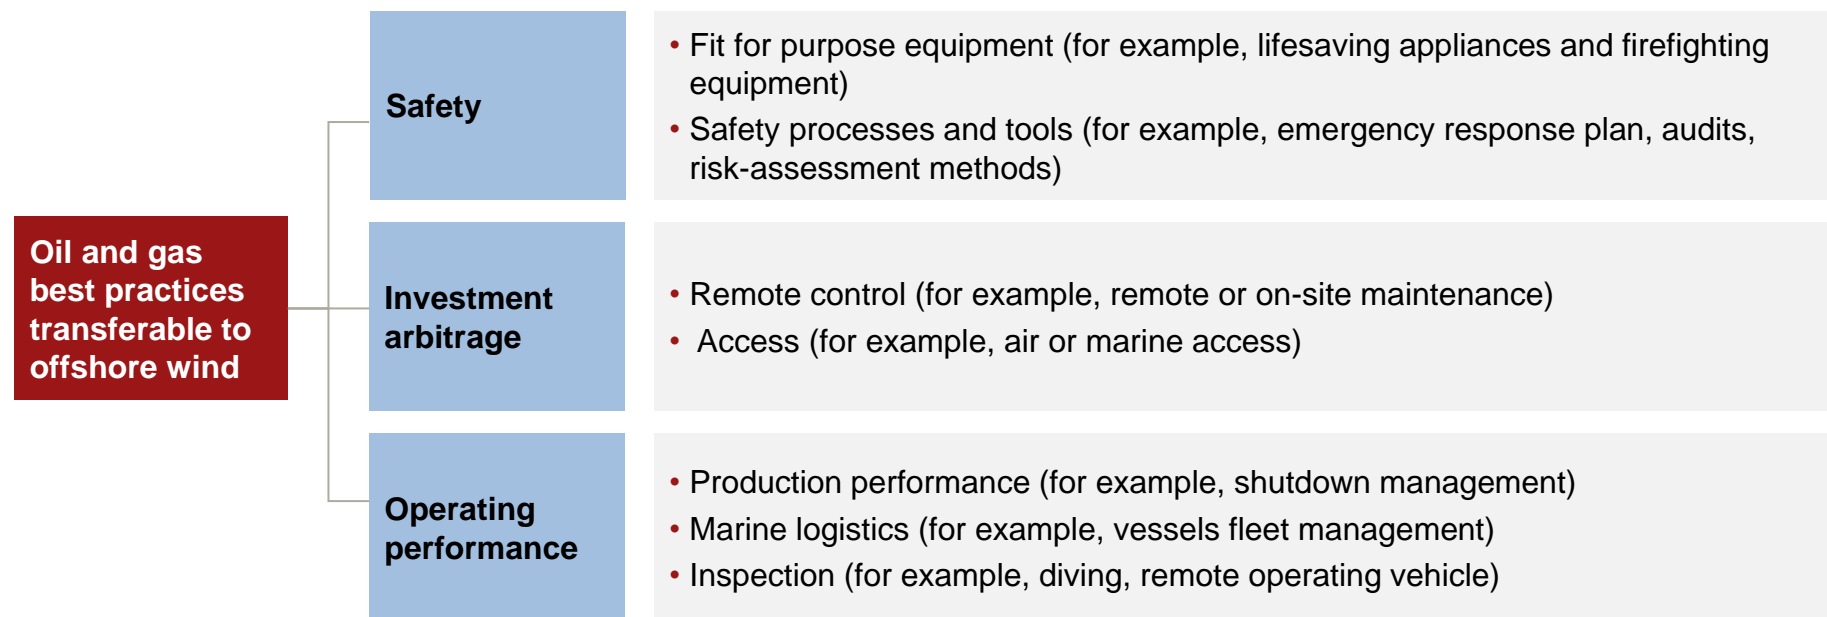 Oil and gas
best practices
transferable to
offshore wind
Safety
• Fit for purpose equipment (for example, lifesaving appliances and firefighting
equipment)
• Safety processes and tools (for example, emergency response plan, audits,
risk-assessment methods)
Investment
arbitrage
• Remote control (for example, remote or on-site maintenance)
• Access (for example, air or marine access)
Operating
performance
• Production performance (for example, shutdown management)
• Marine logistics (for example, vessels fleet management)
• Inspection (for example, diving, remote operating vehicle)